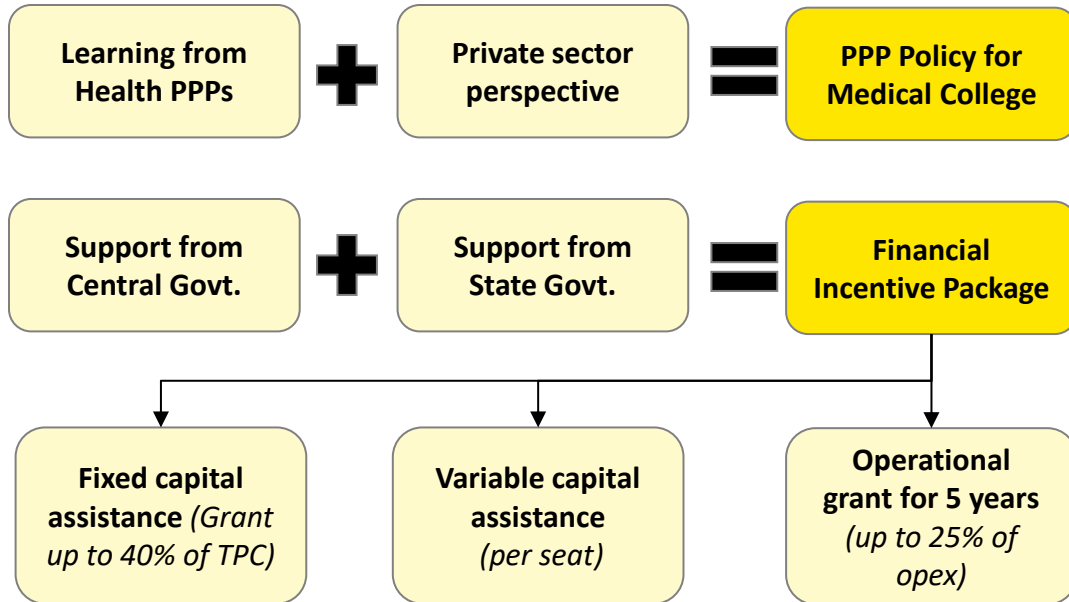 Learning from
Health PPPs
Private sector
perspective
PPP Policy for
Medical College
Support from
Central Govt.
Support from
State Govt.
Financial
Incentive Package
Fixed capital
assistance (Grant
up to 40% of TPC)
Variable capital
assistance
(per seat)
Operational
grant for 5 years
(up to 25% of
opex)